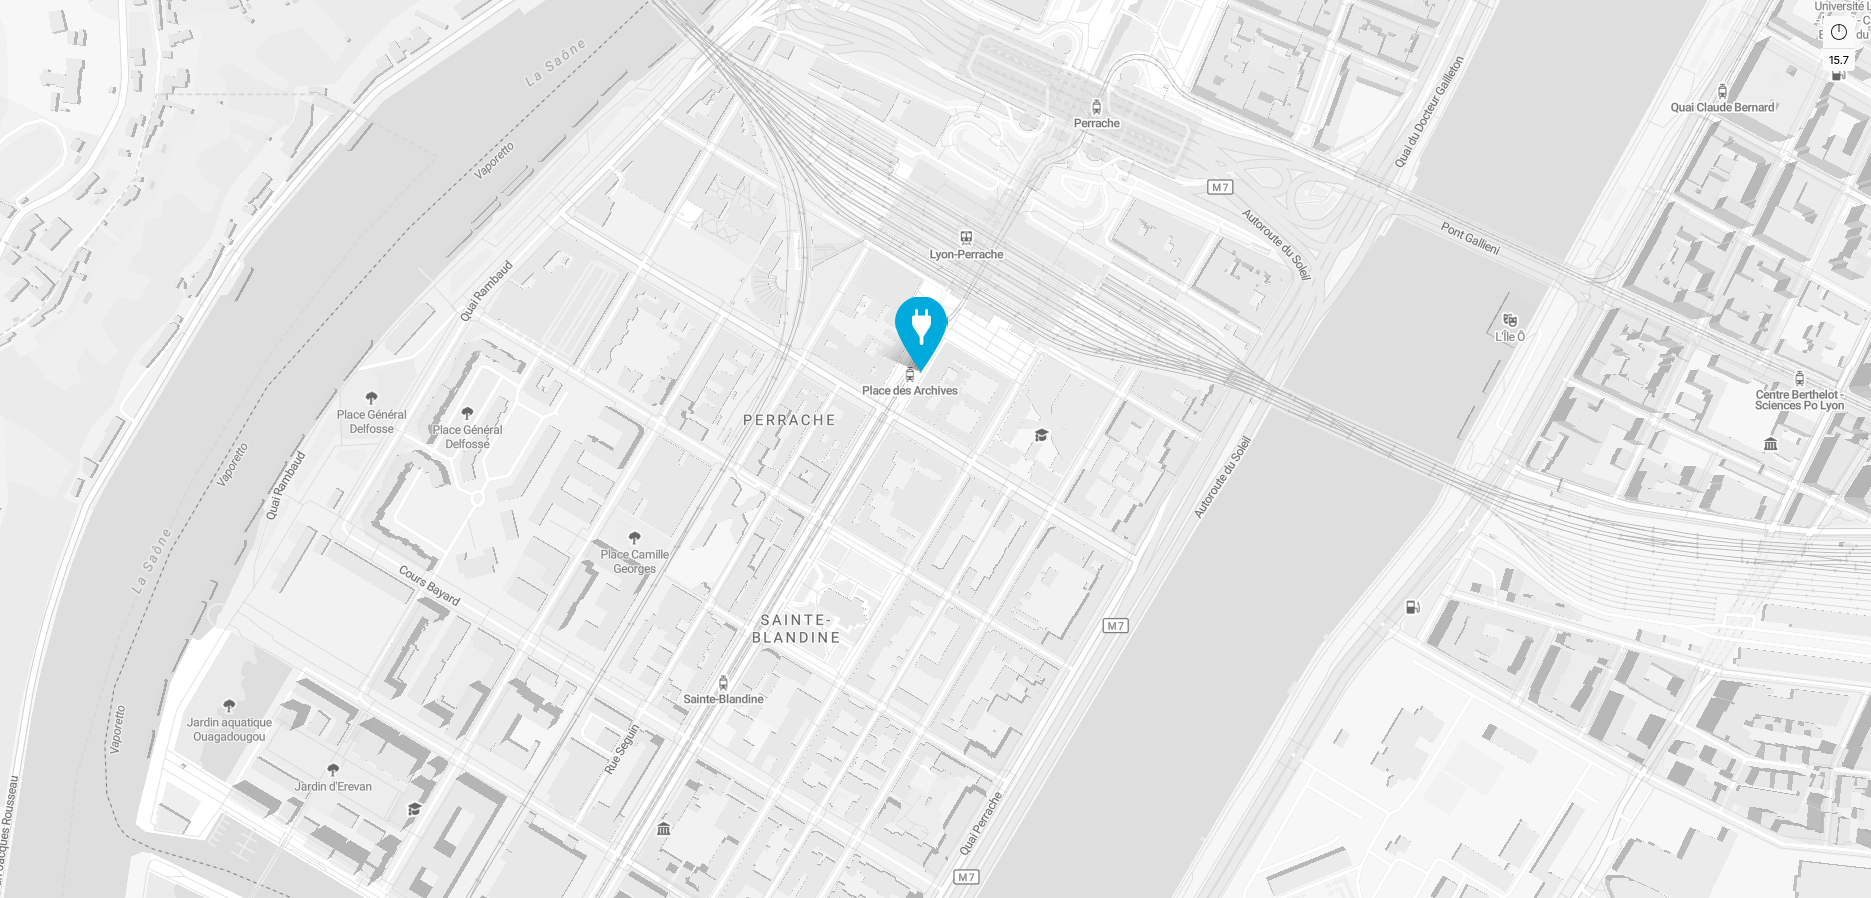 Université L
15.7
La Saône
Quai Claude Bernard
Perrache
Quai du Docteur Gailleton
Vaporetto
M7
Autoroute du Soleil
Pont Gallieni
Lyon-Perrache
Quai Rambaud
L'Île Ô
Place des Archives
Centre Berthelot -
Sciences Po Lyon
Place Général
Delfosse
Place Général
Delfosse
PERRACHE
Vaporetto
Quai Rambaud
Autoroute du Soleil
La Saône
Place Camille
Georges
Cours Bayard
SAINTE-
BLANDINE
M7
Sainte-Blandine
Jardin aquatique
Ouagadougou
Vaporetto
Rue Seguin
Jardin d'Erevan
Jacques Rousseau
Quai Perrache
M7